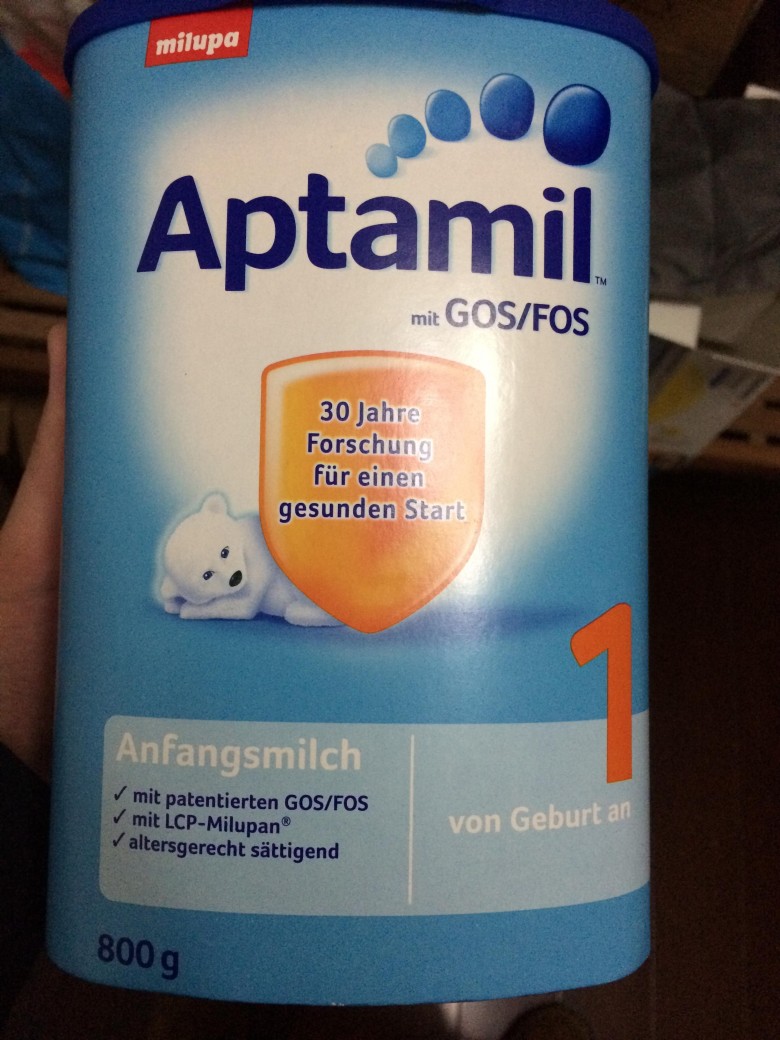 milupa
Aptamil™
mit GOS/FOS
30 Jahre
Forschung
für einen
gesunden Start
1
Anfangsmilch
✓ mit patentierten GOS/FOS
✓ mit LCP-Milupan®
✓ altersgerecht sättigend
von Geburt an
800 g